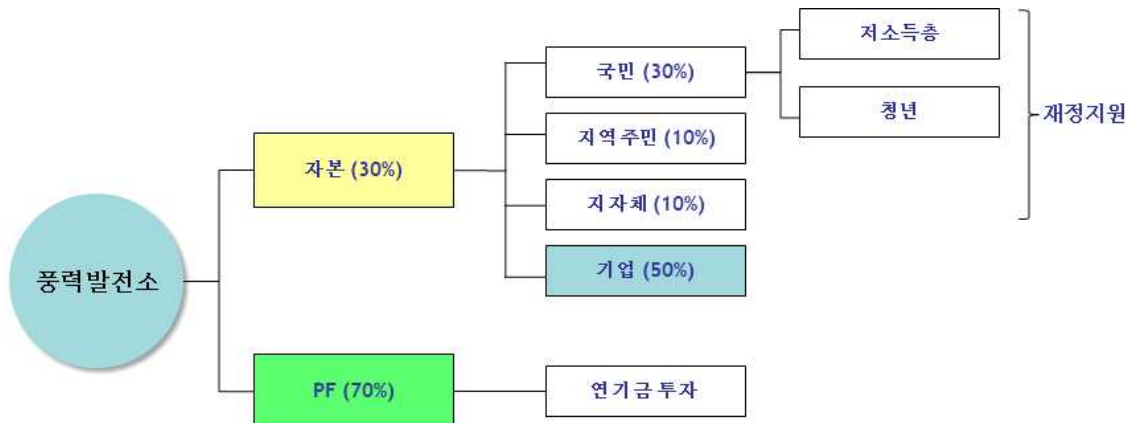 풍력발전소
자본 (30%)
국민 (30%)
저소득층
청년
재정지원
지역주민 (10%)
지자체 (10%)
기업 (50%)
PF (70%)
연기금 투자